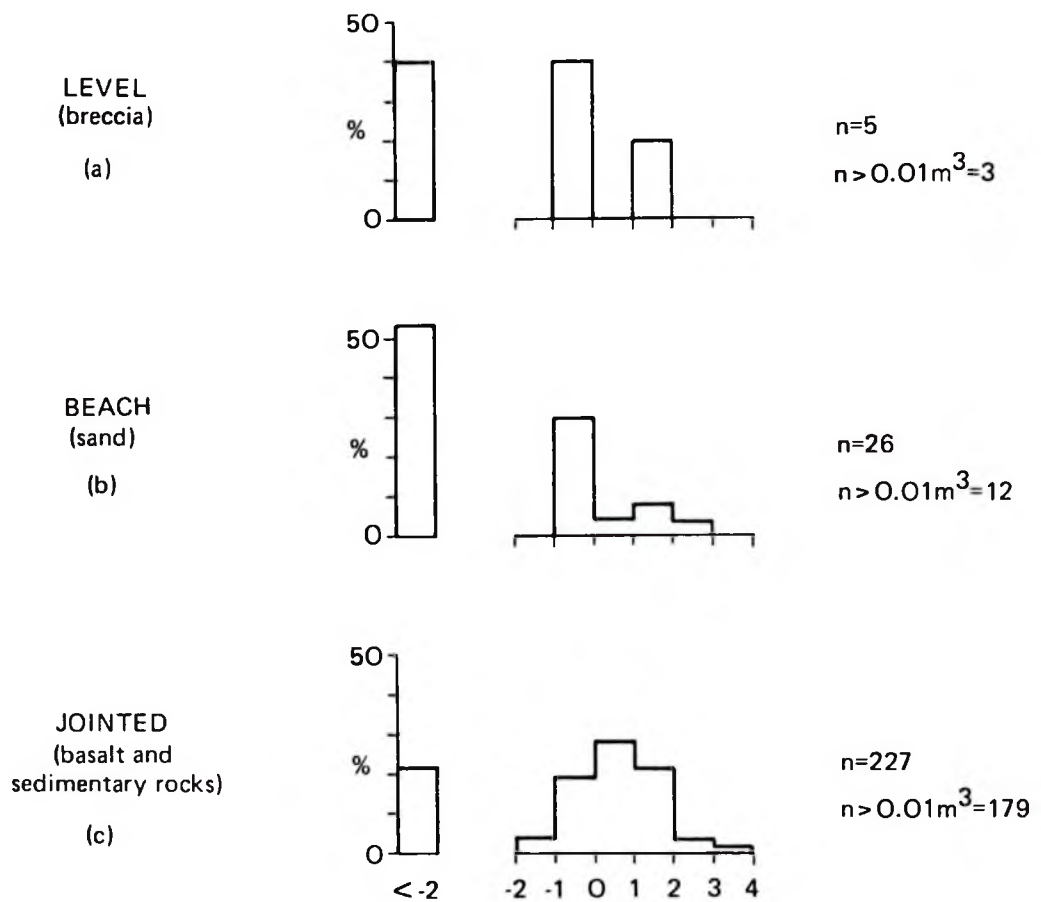 50
LEVEL
(breccia)
%
n=5
(a)
n>0.01m³=3
0
50
BEACH
(sand)
%
n=26
(b)
n>0.01m³=12
0
50
JOINTED
(basalt and
sedimentary rocks)
%
n=227
(c)
n>0.01m³=179
0
<-2 -2 -1 0 1 2 3 4